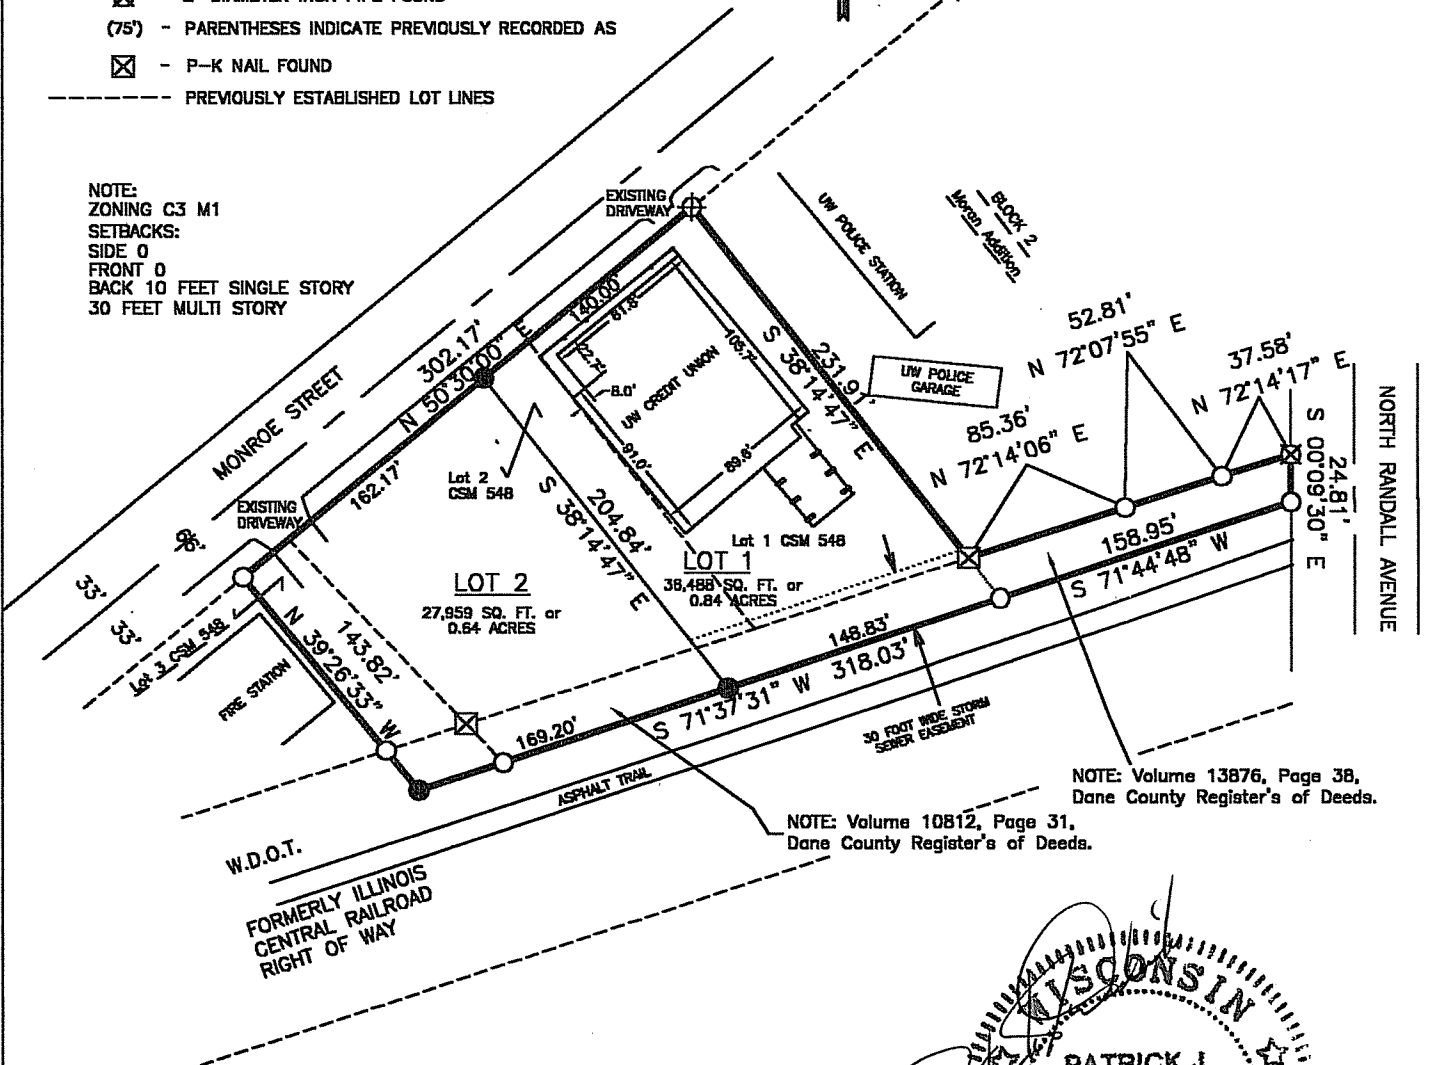 (75') - PARENTHESES INDICATE PREVIOUSLY RECORDED AS
- P-K NAIL FOUND
- PREVIOUSLY ESTABLISHED LOT LINES
NOTE:
ZONING C3 M1
SETBACKS:
SIDE 0
FRONT 0
BACK 10 FEET SINGLE STORY
30 FEET MULTI STORY
EXISTING
DRIVEWAY
UW POLICE STATION
BLOCK 2
Moran Addition
MONROE STREET
302.17'
N 50°30'00" E
140.00'
162.17'
61.8'
22.7'
8.0'
105.7'
UW CREDIT UNION
91.0'
89.6'
S 38°14'47" E
231.91'
UW POLICE
GARAGE
52.81'
N 72°07'55" E
37.58'
N 72°14'17" E
85.36'
N 72°14'06" E
S 00°09'30" E
24.81'
NORTH RANDALL AVENUE
Lot 2
CSM 548
S 38°14'47" E
204.84'
Lot 1 CSM 548
LOT 1
36,488 SQ. FT. or
0.84 ACRES
LOT 2
27,959 SQ. FT. or
0.64 ACRES
EXISTING
DRIVEWAY
66'
33'
33'
Lot 3 CSM 548
FIRE STATION
N 39°26'33" W
143.82'
158.95'
S 71°44'48" W
148.83'
S 71°37'31" W 318.03'
169.20'
30 FOOT WIDE STORM
SEWER EASEMENT
ASPHALT TRAIL
NOTE: Volume 13876, Page 38,
Dane County Register's of Deeds.
NOTE: Volume 10812, Page 31,
Dane County Register's of Deeds.
W.D.O.T.
FORMERLY ILLINOIS
CENTRAL RAILROAD
RIGHT OF WAY
WISCONSIN
PATRICK J.